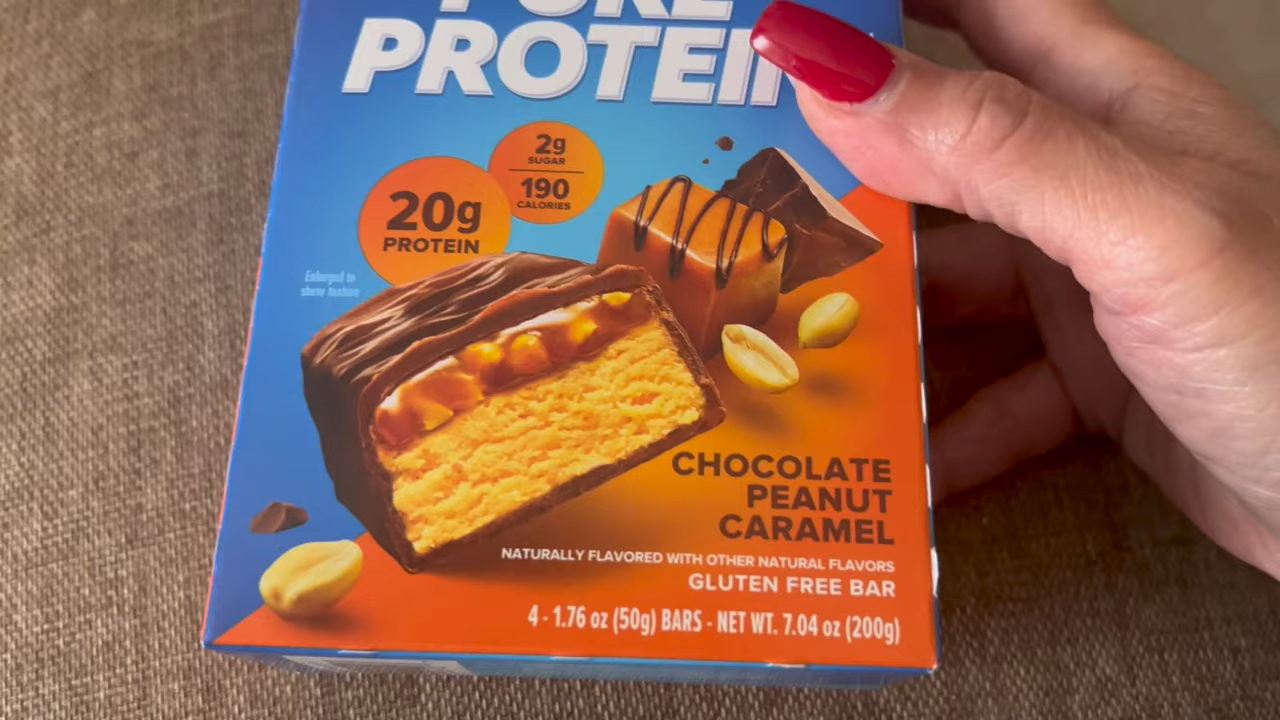 PURE
PROTEIN
2g
SUGAR
190
CALORIES
20g
PROTEIN
Enlarged to
show texture
CHOCOLATE
PEANUT
CARAMEL
NATURALLY FLAVORED WITH OTHER NATURAL FLAVORS
GLUTEN FREE BAR
4 - 1.76 oz (50g) BARS - NET WT. 7.04 oz (200g)